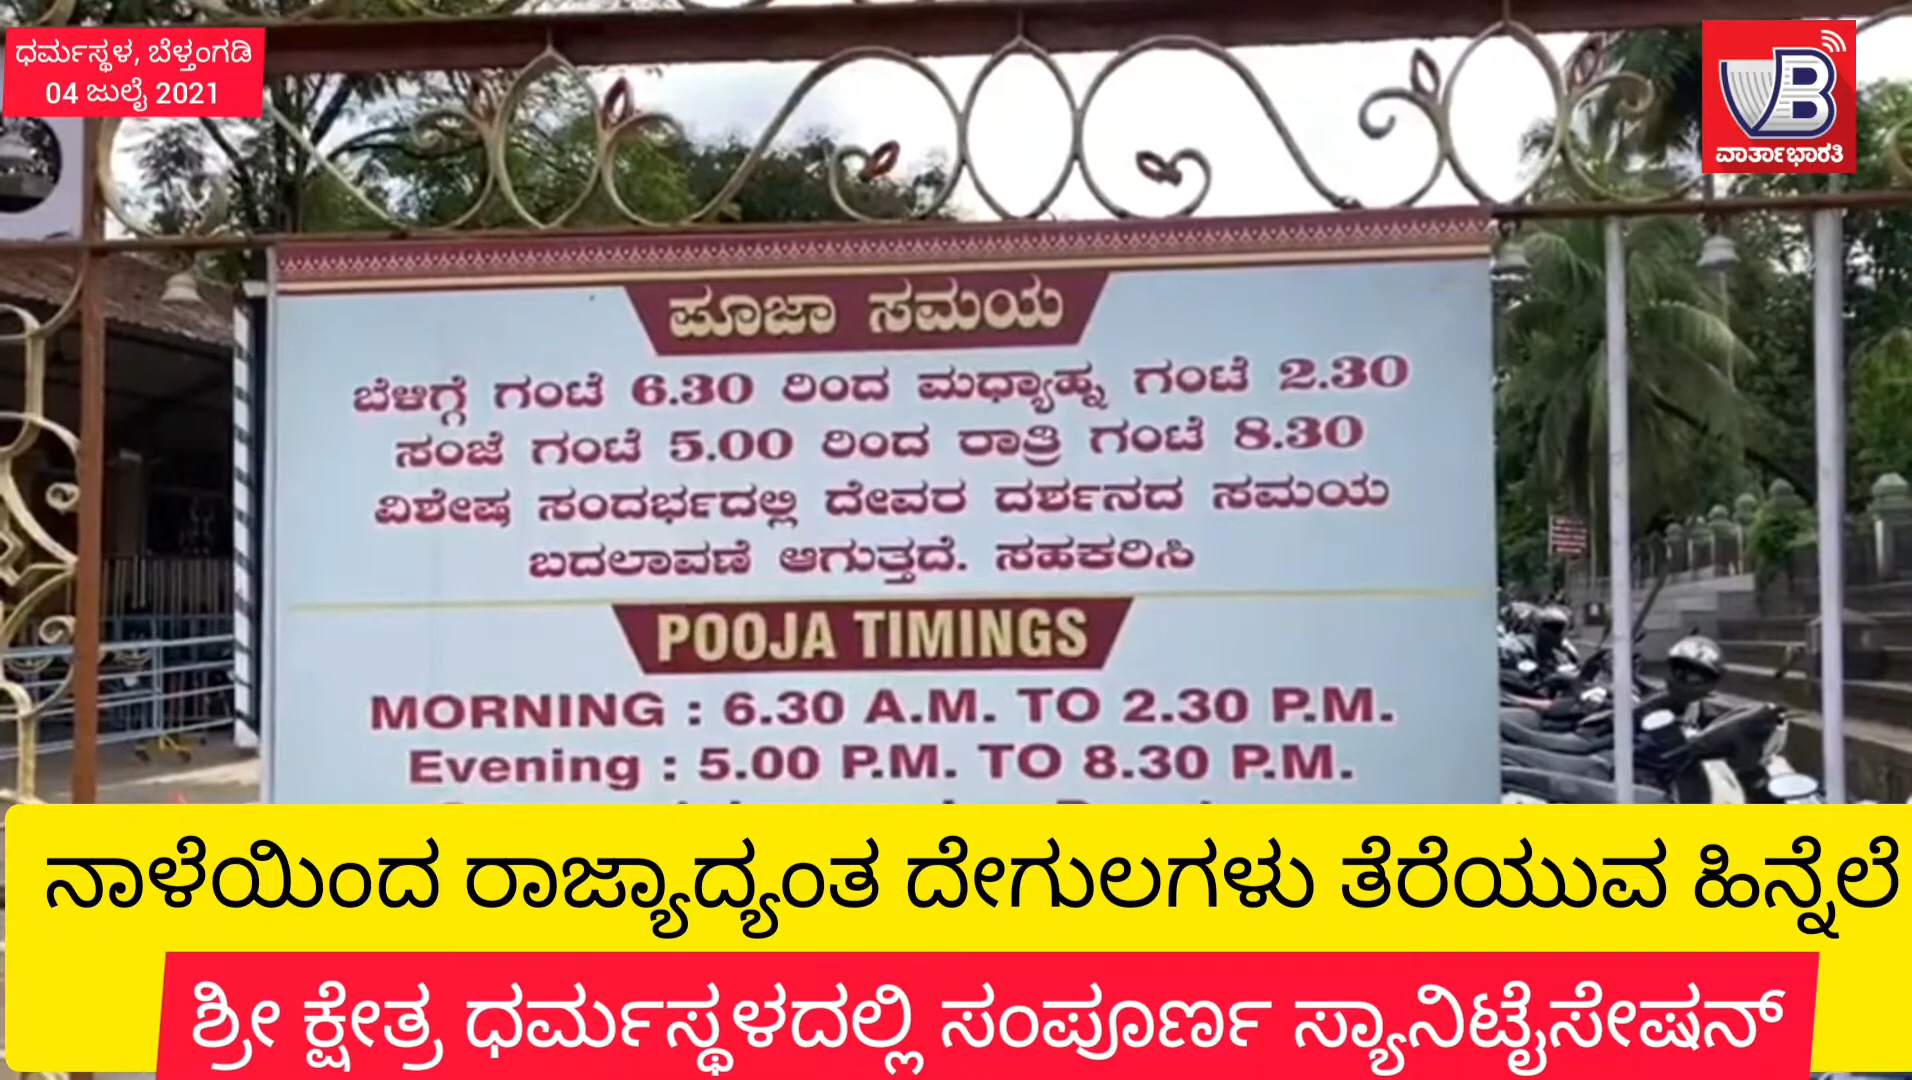 ಧರ್ಮಸ್ಥಳ, ಬೆಳ್ತಂಗಡಿ
04 ಜುಲೈ 2021
ವಾರ್ತಾಭಾರತಿ
ಪೂಜಾ ಸಮಯ
ಬೆಳಿಗ್ಗೆ ಗಂಟೆ 6.30 ರಿಂದ ಮಧ್ಯಾಹ್ನ ಗಂಟೆ 2.30
ಸಂಜೆ ಗಂಟೆ 5.00 ರಿಂದ ರಾತ್ರಿ ಗಂಟೆ 8.30
ವಿಶೇಷ ಸಂದರ್ಭದಲ್ಲಿ ದೇವರ ದರ್ಶನದ ಸಮಯ
ಬದಲಾವಣೆ ಆಗುತ್ತದೆ. ಸಹಕರಿಸಿ
POOJA TIMINGS
MORNING : 6.30 A.M. TO 2.30 P.M.
Evening : 5.00 P.M. TO 8.30 P.M.
ನಾಳೆಯಿಂದ ರಾಜ್ಯಾದ್ಯಂತ ದೇಗುಲಗಳು ತೆರೆಯುವ ಹಿನ್ನೆಲೆ
ಶ್ರೀ ಕ್ಷೇತ್ರ ಧರ್ಮಸ್ಥಳದಲ್ಲಿ ಸಂಪೂರ್ಣ ಸ್ಯಾನಿಟೈಸೇಷನ್